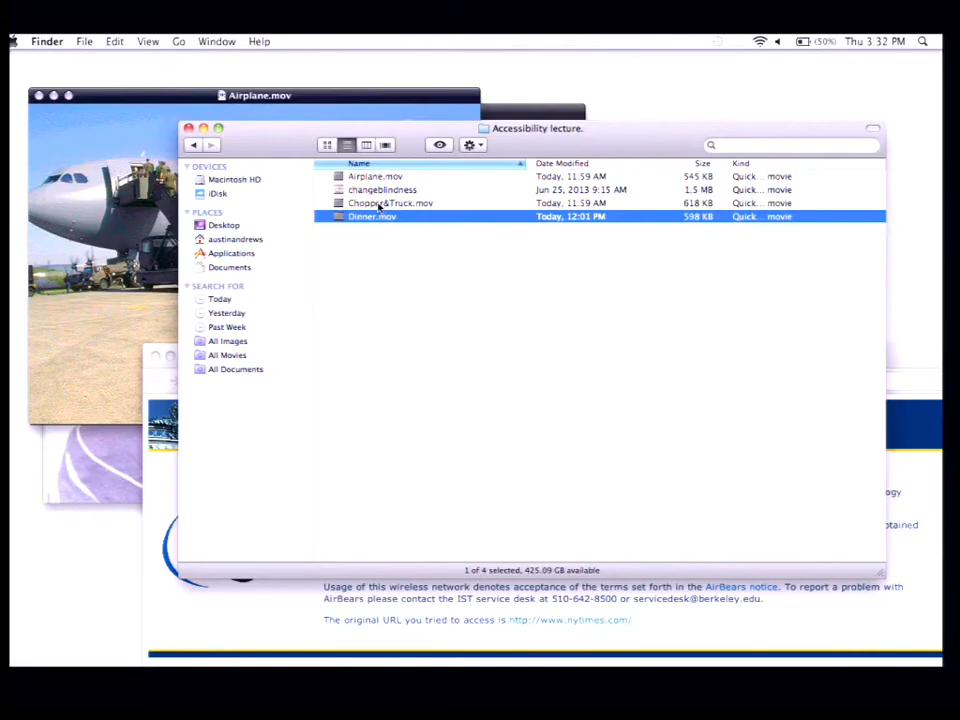 Finder File Edit View Go Window Help (50%) Thu 3:32 PM
Airplane.mov
Accessibility lecture.
DEVICES
Macintosh HD
iDisk
PLACES
Desktop
austinandrews
Applications
Documents
SEARCH FOR
Today
Yesterday
Past Week
All Images
All Movies
All Documents
Name Date Modified Size Kind
Airplane.mov Today, 11:59 AM 545 KB Quick... movie
changeblindness Jun 25, 2013 9:15 AM 1.5 MB Quick... movie
Chopper&Truck.mov Today, 11:59 AM 618 KB Quick... movie
Dinner.mov Today, 12:01 PM 598 KB Quick... movie
1 of 4 selected, 425.09 GB available
ogy
otained
Usage of this wireless network denotes acceptance of the terms set forth in the AirBears notice. To report a problem with
AirBears please contact the IST service desk at 510-642-8500 or servicedesk@berkeley.edu.
The original URL you tried to access is http://www.nytimes.com/